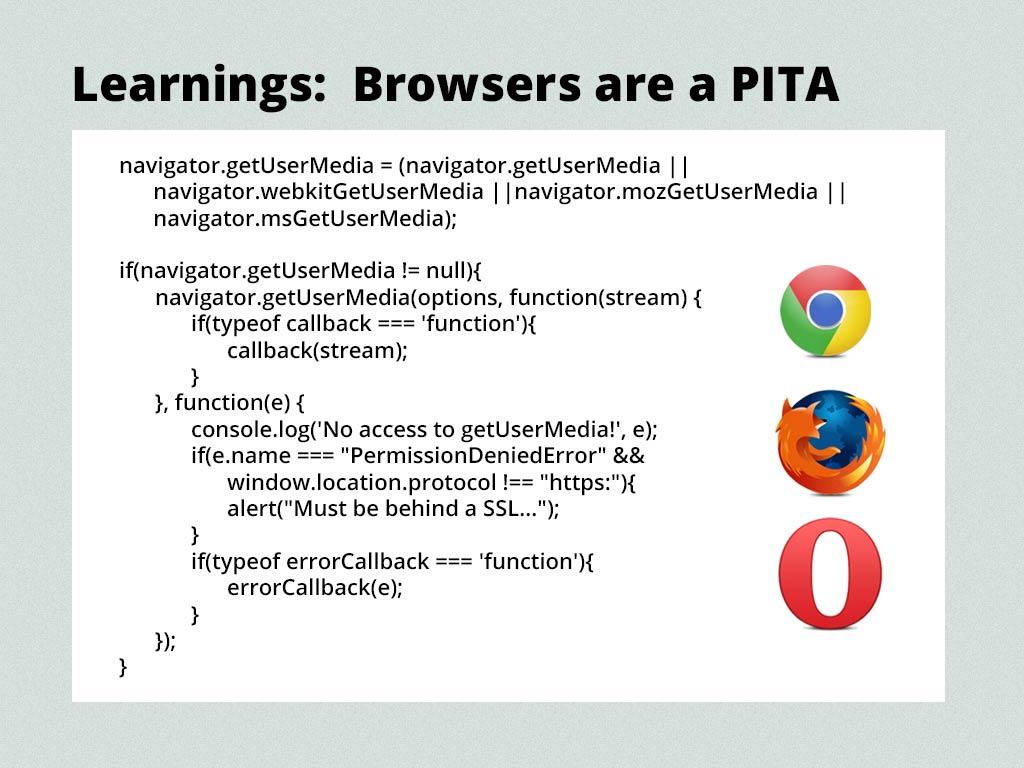 Learnings:  Browsers are a PITA
navigator.getUserMedia = (navigator.getUserMedia ||
navigator.webkitGetUserMedia ||navigator.mozGetUserMedia ||
navigator.msGetUserMedia);
if(navigator.getUserMedia != null){
navigator.getUserMedia(options, function(stream) {
if(typeof callback === 'function'){
callback(stream);
}
}, function(e) {
console.log('No access to getUserMedia!', e);
if(e.name === "PermissionDeniedError" &&
window.location.protocol !== "https:"){
alert("Must be behind a SSL...");
}
if(typeof errorCallback === 'function'){
errorCallback(e);
}
});
}